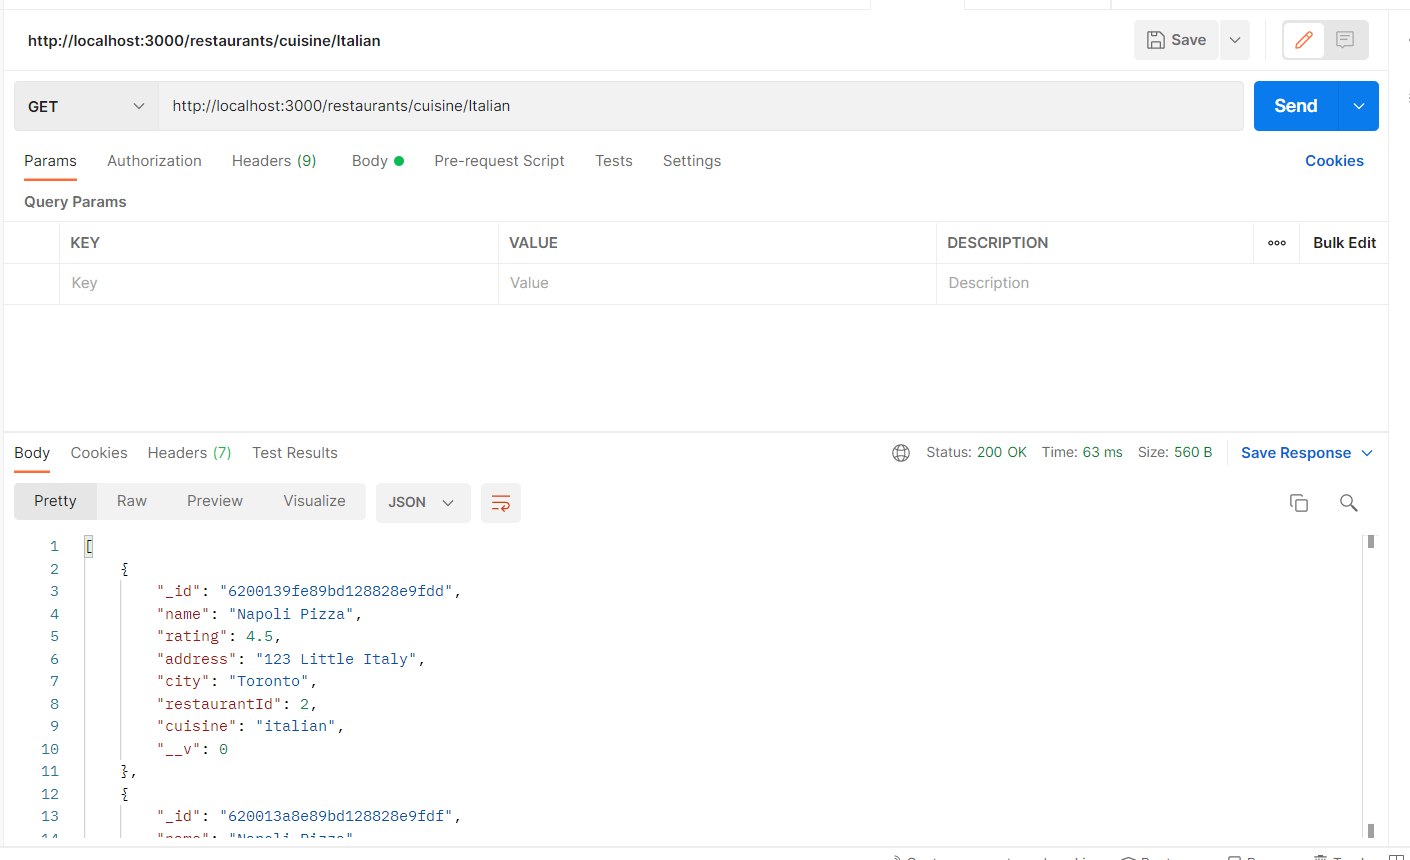 http://localhost:3000/restaurants/cuisine/Italian
Save
GET
http://localhost:3000/restaurants/cuisine/Italian
Send
Params Authorization Headers (9) Body Pre-request Script Tests Settings Cookies
Query Params
KEY VALUE DESCRIPTION ooo Bulk Edit
Key Value Description
Body Cookies Headers (7) Test Results Status: 200 OK Time: 63 ms Size: 560 B Save Response
Pretty Raw Preview Visualize JSON
1 [
2 {
3 "_id": "6200139fe89bd128828e9fdd",
4 "name": "Napoli Pizza",
5 "rating": 4.5,
6 "address": "123 Little Italy",
7 "city": "Toronto",
8 "restaurantId": 2,
9 "cuisine": "italian",
10 "__v": 0
11 },
12 {
13 "_id": "620013a8e89bd128828e9fdf",
14 "name": "Napoli Pizza"